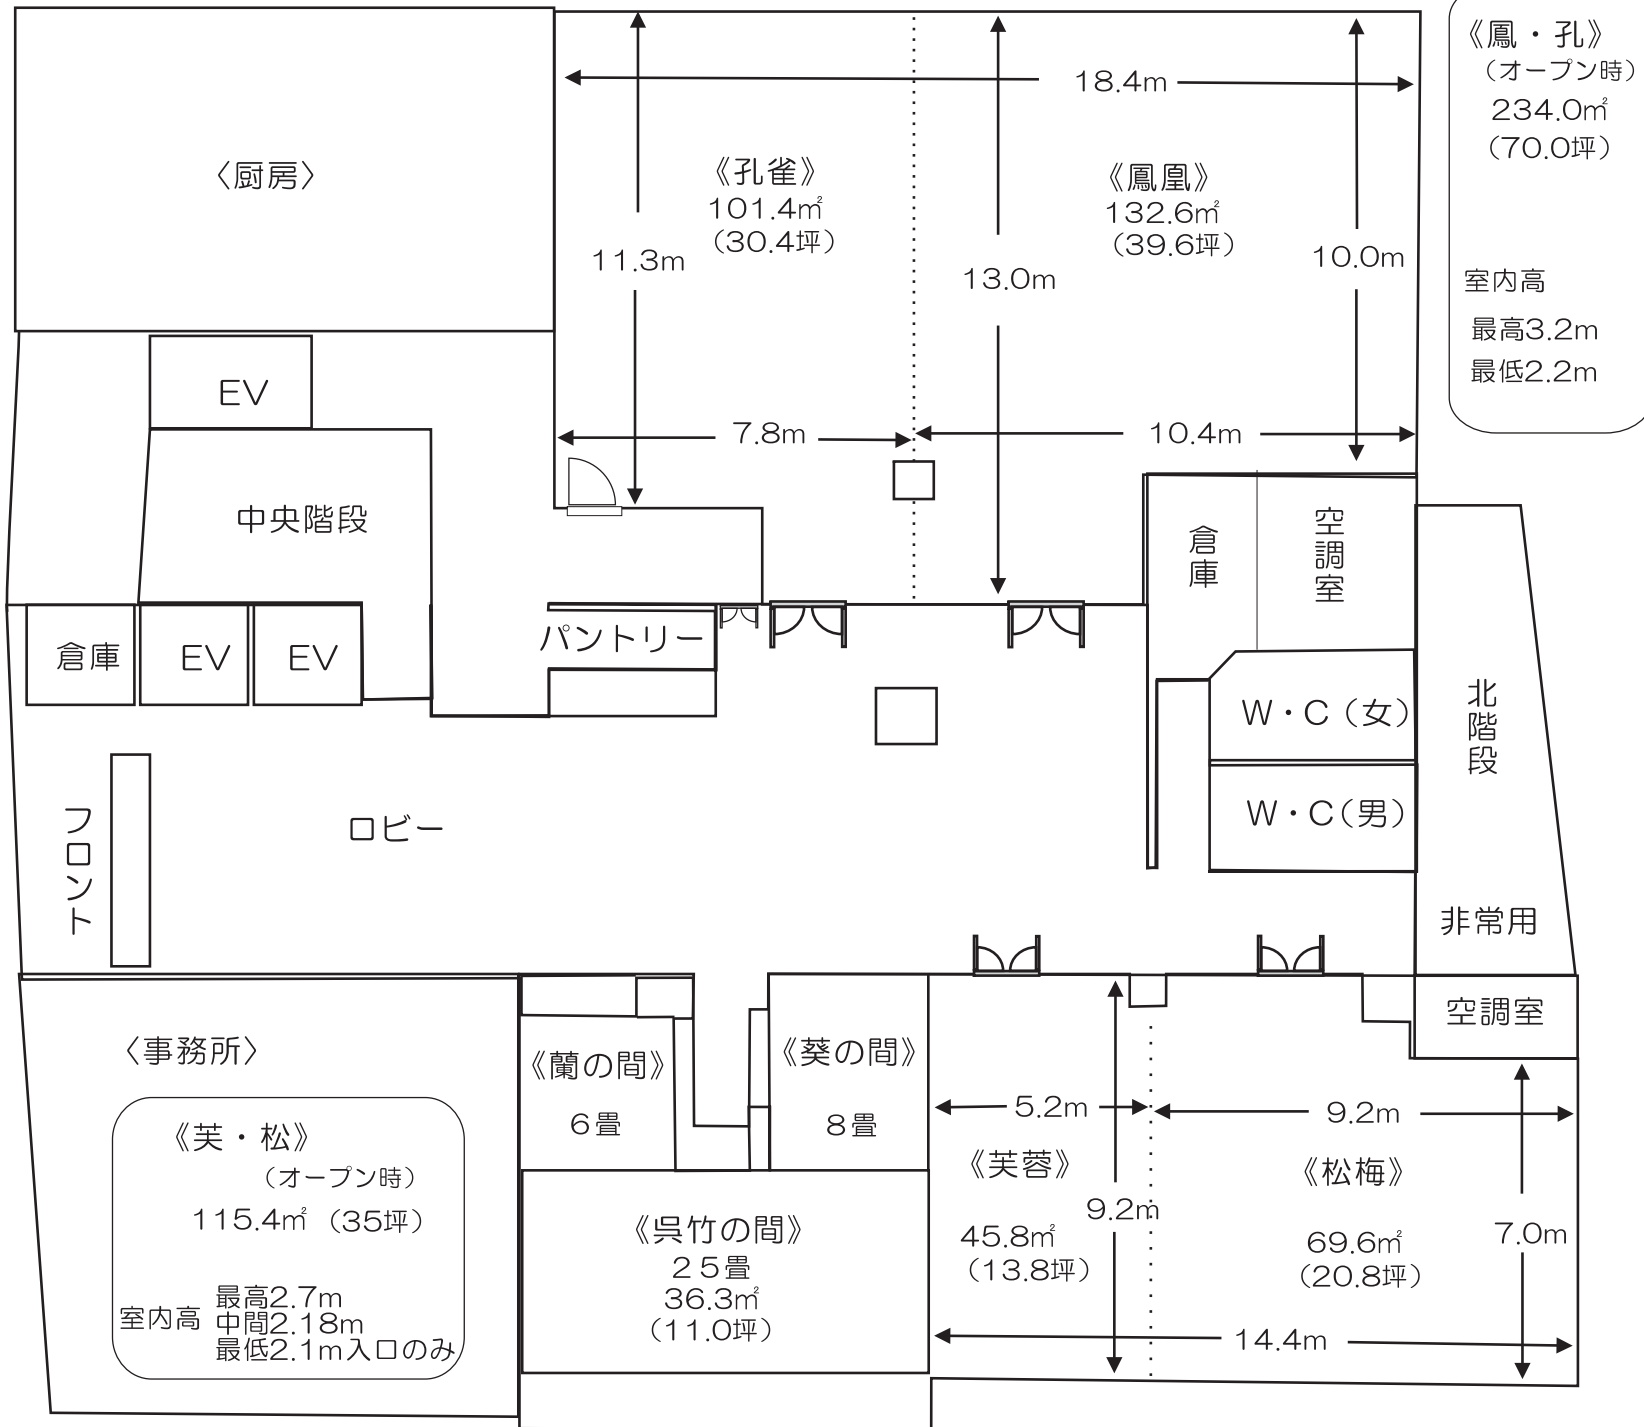 《鳳・孔》
（オープン時）
234.0㎡
（70.0坪）
室内高
最高3.2m
最低2.2m
18.4m
〈厨房〉
《孔雀》
101.4㎡
（30.4坪）
《鳳凰》
132.6㎡
（39.6坪）
11.3m
13.0m
10.0m
7.8m
10.4m
EV
中央階段
倉庫
空調室
倉庫
EV
EV
パントリー
W・C（女）
W・C（男）
北階段
非常用
フロント
ロビー
空調室
〈事務所〉
《芙・松》
（オープン時）
115.4㎡（35坪）
室内高
最高2.7m
中間2.18m
最低2.1m入口のみ
《蘭の間》
6畳
《葵の間》
8畳
《呉竹の間》
25畳
36.3㎡
（11.0坪）
5.2m
9.2m
《芙蓉》
45.8㎡
（13.8坪）
9.2m
《松梅》
69.6㎡
（20.8坪）
7.0m
14.4m